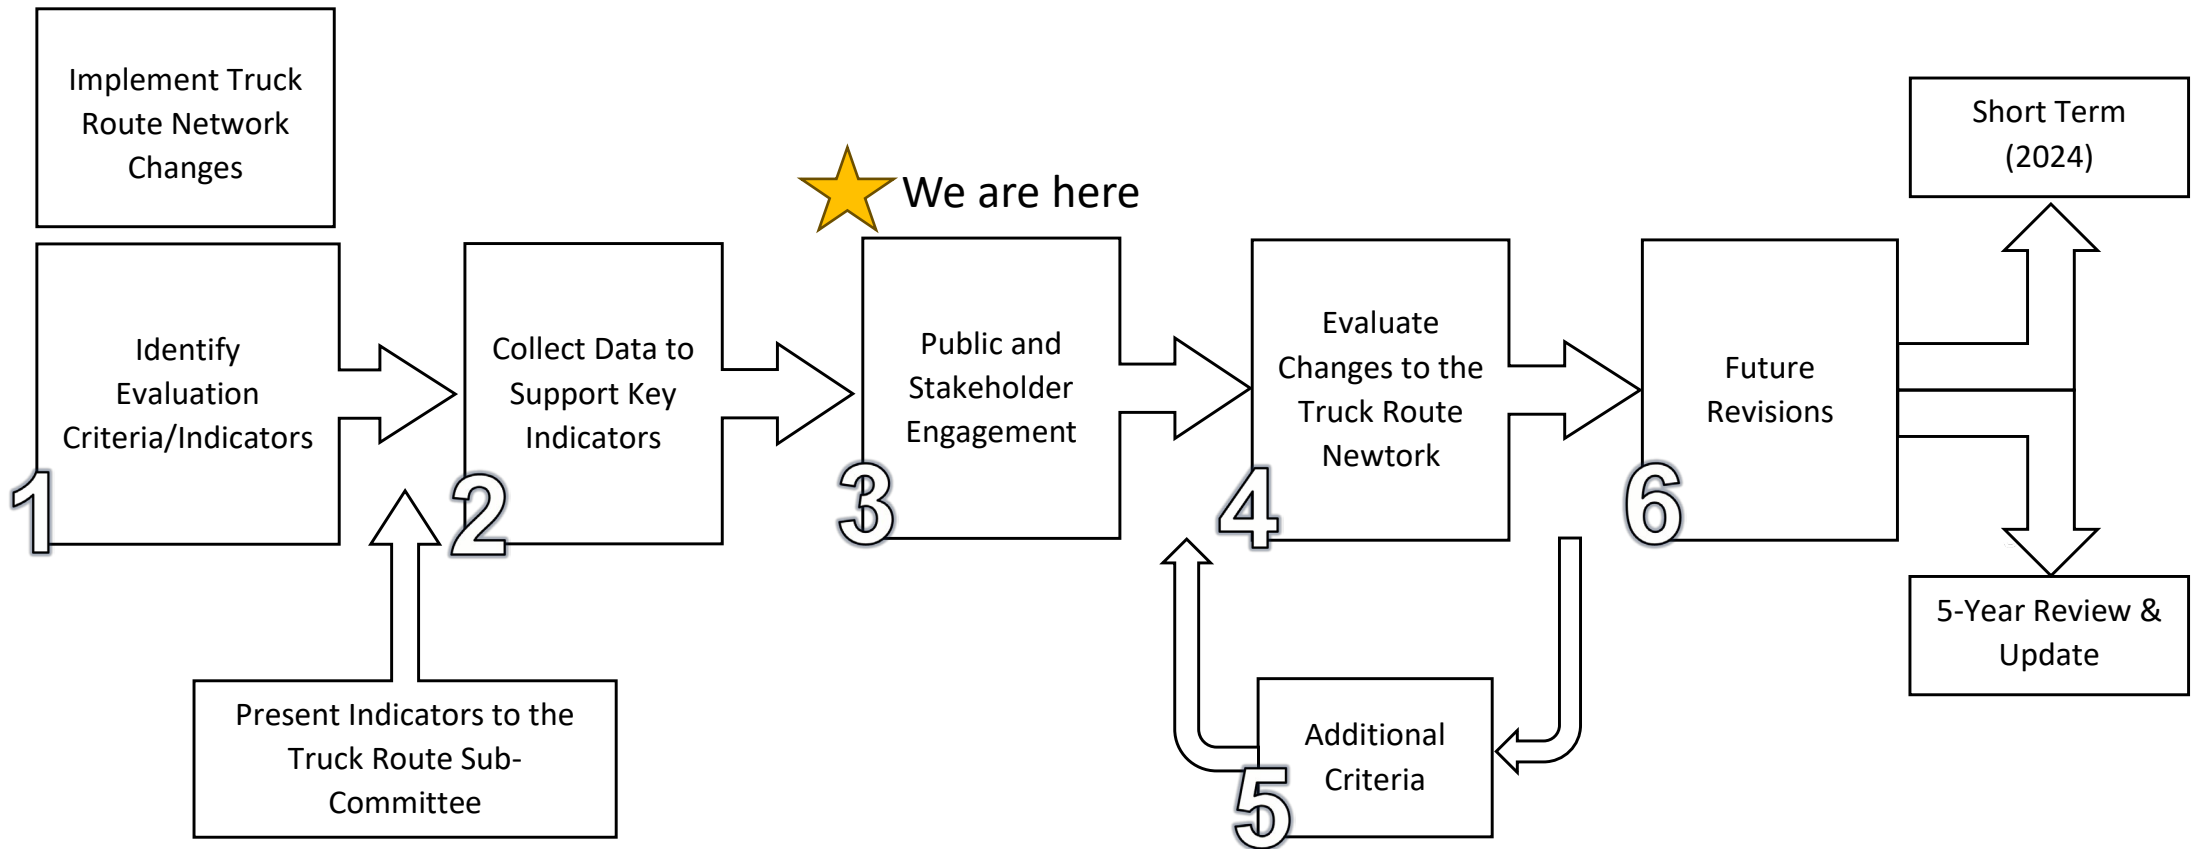 Implement Truck
Route Network
Changes
Identify
Evaluation
Criteria/Indicators
1
Present Indicators to the
Truck Route Sub-
Committee
Collect Data to
Support Key
Indicators
2
We are here
Public and
Stakeholder
Engagement
3
Evaluate
Changes to the
Truck Route
Newtork
4
Additional
Criteria
5
Future
Revisions
6
Short Term
(2024)
5-Year Review &
Update